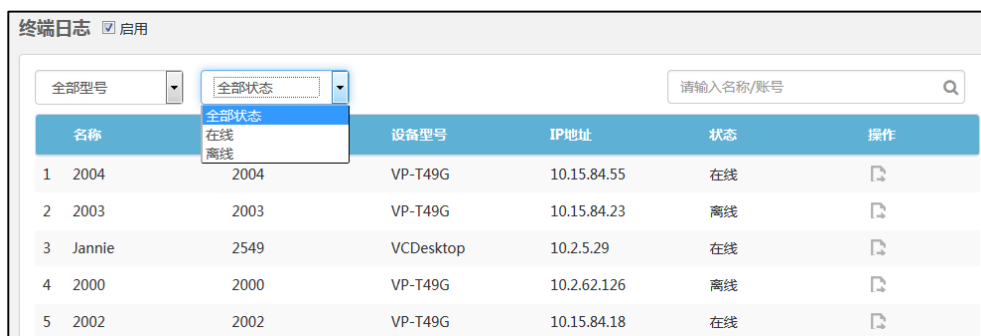 终端日志 启用
全部型号 全部状态 请输入名称/账号
全部状态
在线
离线
名称 设备型号 IP地址 状态 操作
1 2004 2004 VP-T49G 10.15.84.55 在线
2 2003 2003 VP-T49G 10.15.84.23 离线
3 Jannie 2549 VCDesktop 10.2.5.29 在线
4 2000 2000 VP-T49G 10.2.62.126 离线
5 2002 2002 VP-T49G 10.15.84.18 在线